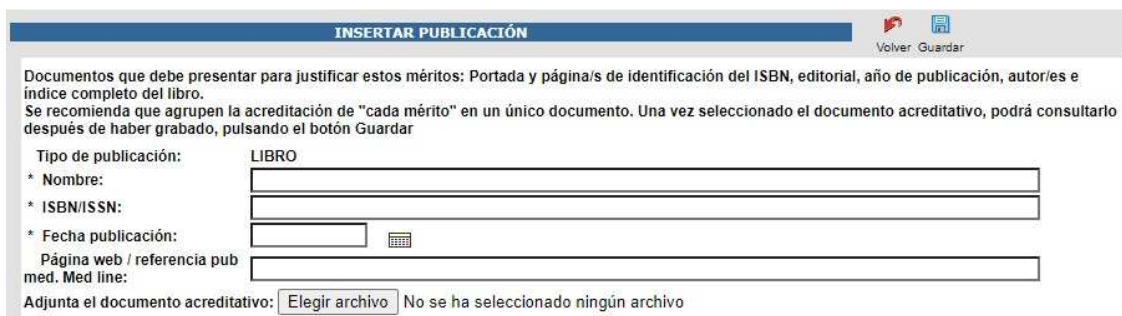 INSERTAR PUBLICACIÓN
Volver Guardar
Documentos que debe presentar para justificar estos méritos: Portada y página/s de identificación del ISBN, editorial, año de publicación, autor/es e
índice completo del libro.
Se recomienda que agrupen la acreditación de "cada mérito" en un único documento. Una vez seleccionado el documento acreditativo, podrá consultarlo
después de haber grabado, pulsando el botón Guardar
Tipo de publicación: LIBRO
* Nombre:
* ISBN/ISSN:
* Fecha publicación:
Página web / referencia pub
med. Med line:
Adjunta el documento acreditativo: Elegir archivo No se ha seleccionado ningún archivo